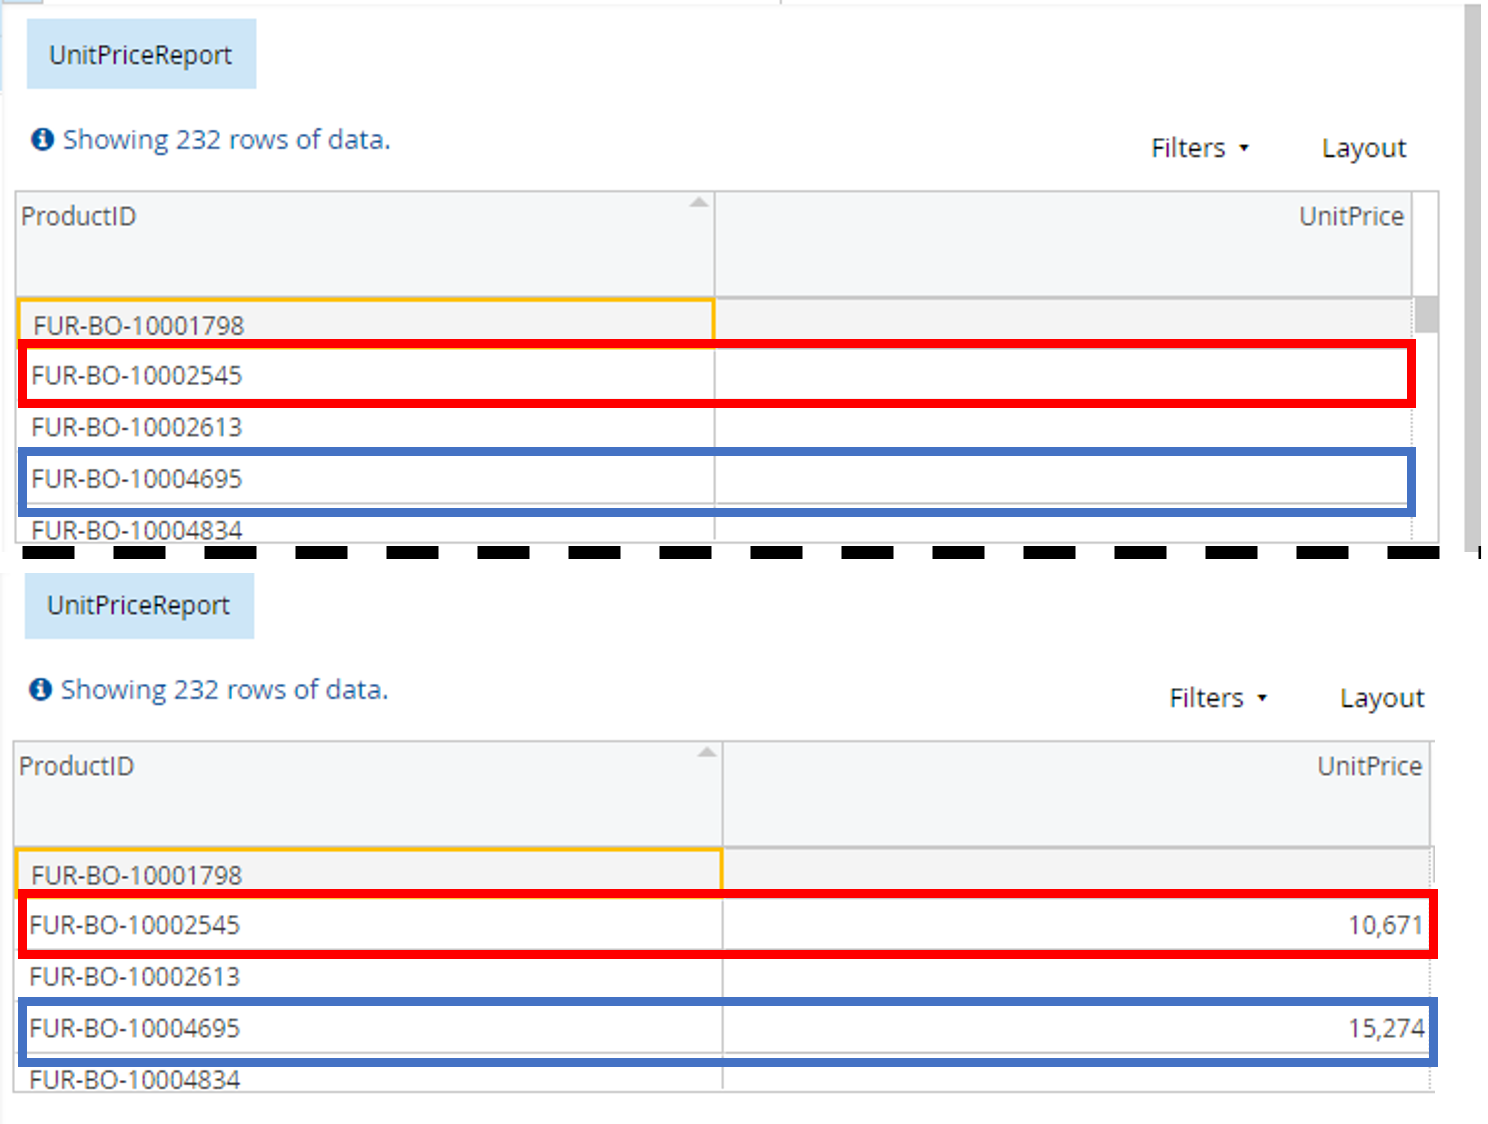 UnitPriceReport
Showing 232 rows of data.
Filters Layout
ProductID UnitPrice
FUR-BO-10001798
FUR-BO-10002545
FUR-BO-10002613
FUR-BO-10004695
FUR-BO-10004834
UnitPriceReport
Showing 232 rows of data.
Filters Layout
ProductID UnitPrice
FUR-BO-10001798
FUR-BO-10002545 10,671
FUR-BO-10002613
FUR-BO-10004695 15,274
FUR-BO-10004834